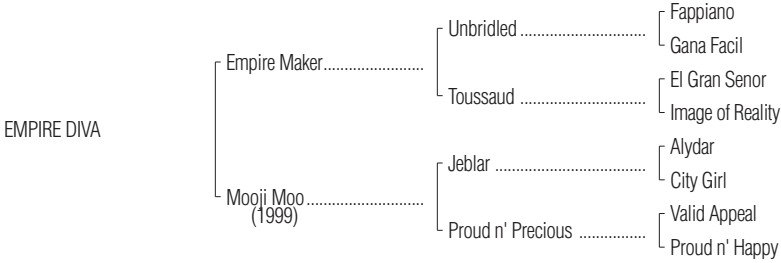 Fappiano
Unbridled ............................
Gana Facil
Empire Maker.......................
El Gran Senor
Toussaud ............................
Image of Reality
EMPIRE DIVA
Alydar
Jeblar .................................
City Girl
Mooji Moo...........................
(1999)
Valid Appeal
Proud n' Precious ...............
Proud n' Happy